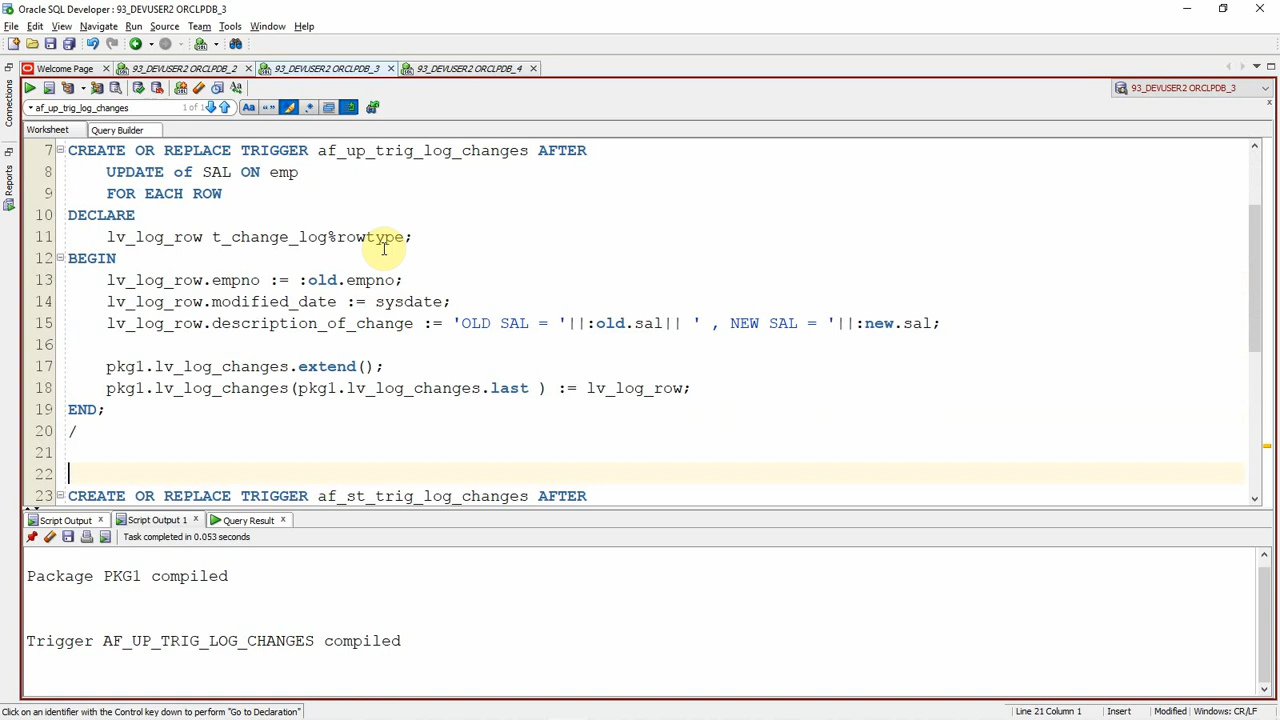 Oracle SQL Developer : 93_DEVUSER2 ORCLPDB_3
File Edit View Navigate Run Source Team Tools Window Help
Welcome Page 93_DEVUSER2 ORCLPDB_2 93_DEVUSER2 ORCLPDB_3 93_DEVUSER2 ORCLPDB_4
93_DEVUSER2 ORCLPDB_3
af_up_trig_log_changes 1 of 1 Aa “”
Connections
Reports
Worksheet Query Builder
7 CREATE OR REPLACE TRIGGER af_up_trig_log_changes AFTER
8 UPDATE of SAL ON emp
9 FOR EACH ROW
10 DECLARE
11 lv_log_row t_change_log%rowtype;
12 BEGIN
13 lv_log_row.empno := :old.empno;
14 lv_log_row.modified_date := sysdate;
15 lv_log_row.description_of_change := 'OLD SAL = '||:old.sal|| ' , NEW SAL = '||:new.sal;
16
17 pkg1.lv_log_changes.extend();
18 pkg1.lv_log_changes(pkg1.lv_log_changes.last ) := lv_log_row;
19 END;
20 /
21
22
23 CREATE OR REPLACE TRIGGER af_st_trig_log_changes AFTER
Script Output Script Output 1 Query Result
Task completed in 0.053 seconds
Package PKG1 compiled
Trigger AF_UP_TRIG_LOG_CHANGES compiled
Click on an identifier with the Control key down to perform "Go to Declaration" Line 21 Column 1 Insert Modified Windows: CR/LF